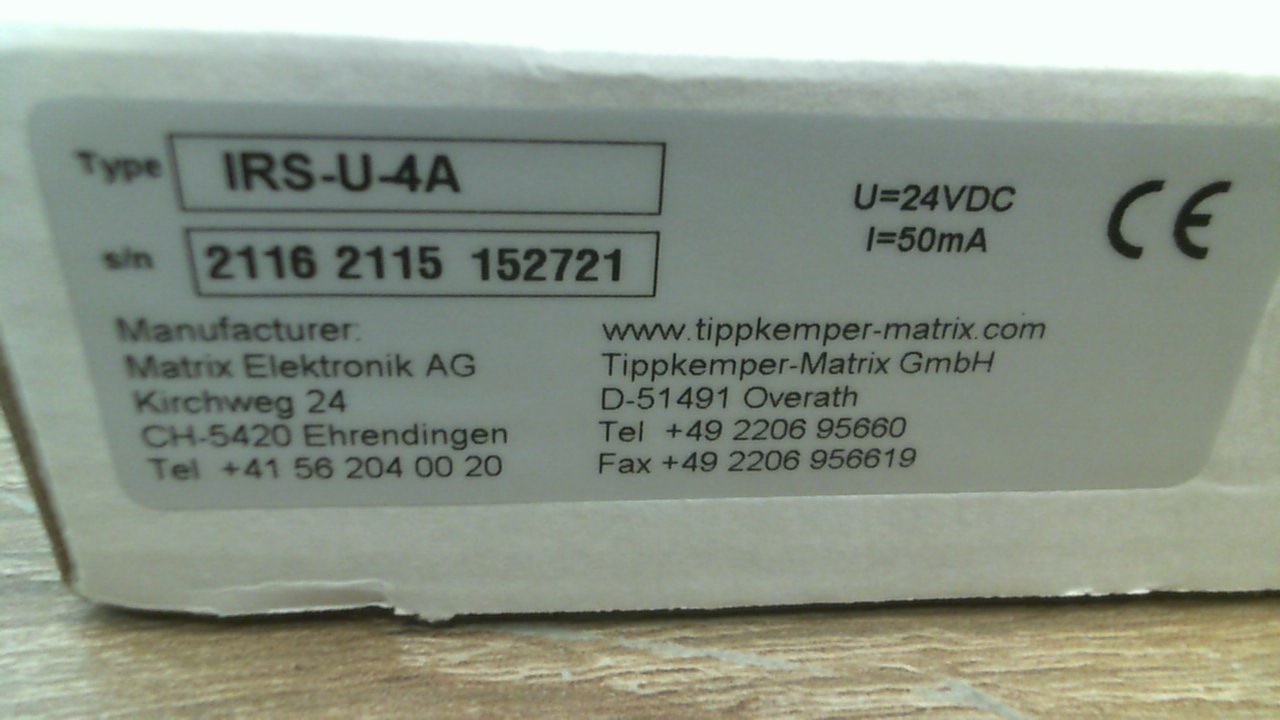 Type IRS-U-4A
s/n 2116 2115 152721
U=24VDC
I=50mA
CE
Manufacturer:
Matrix Elektronik AG
Kirchweg 24
CH-5420 Ehrendingen
Tel +41 56 204 00 20
www.tippkemper-matrix.com
Tippkemper-Matrix GmbH
D-51491 Overath
Tel +49 2206 95660
Fax +49 2206 956619